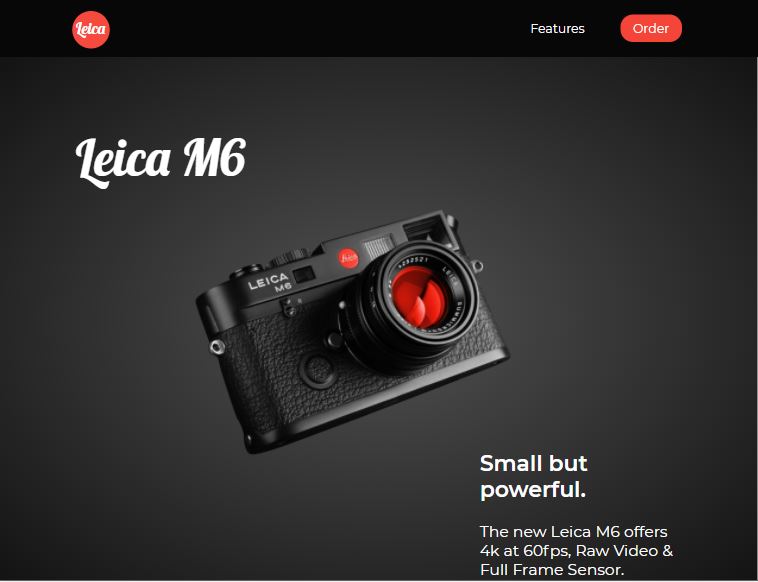 Leica
Features
Order
Leica M6
Leica
LEICA
M6
Small but
powerful.
The new Leica M6 offers
4k at 60fps, Raw Video &
Full Frame Sensor.